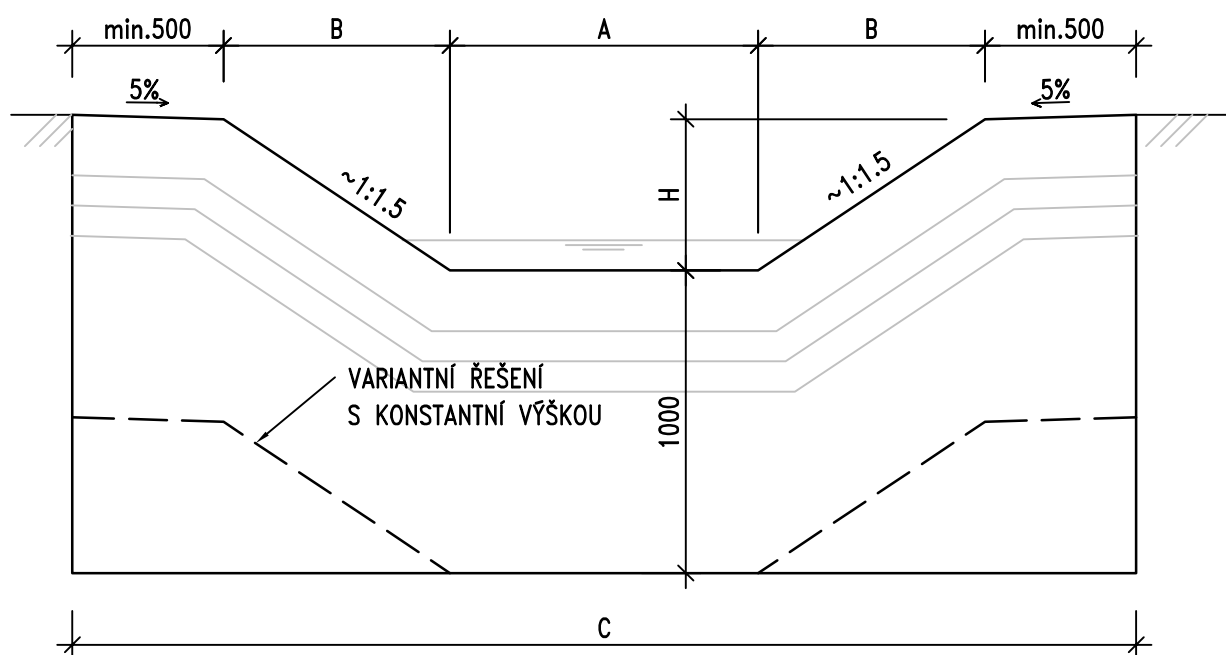 min.500 B A B min.500
5% 5%
~1:1.5 ~1:1.5
H
VARIANTNÍ ŘEŠENÍ
S KONSTANTNÍ VÝŠKOU
1000
C